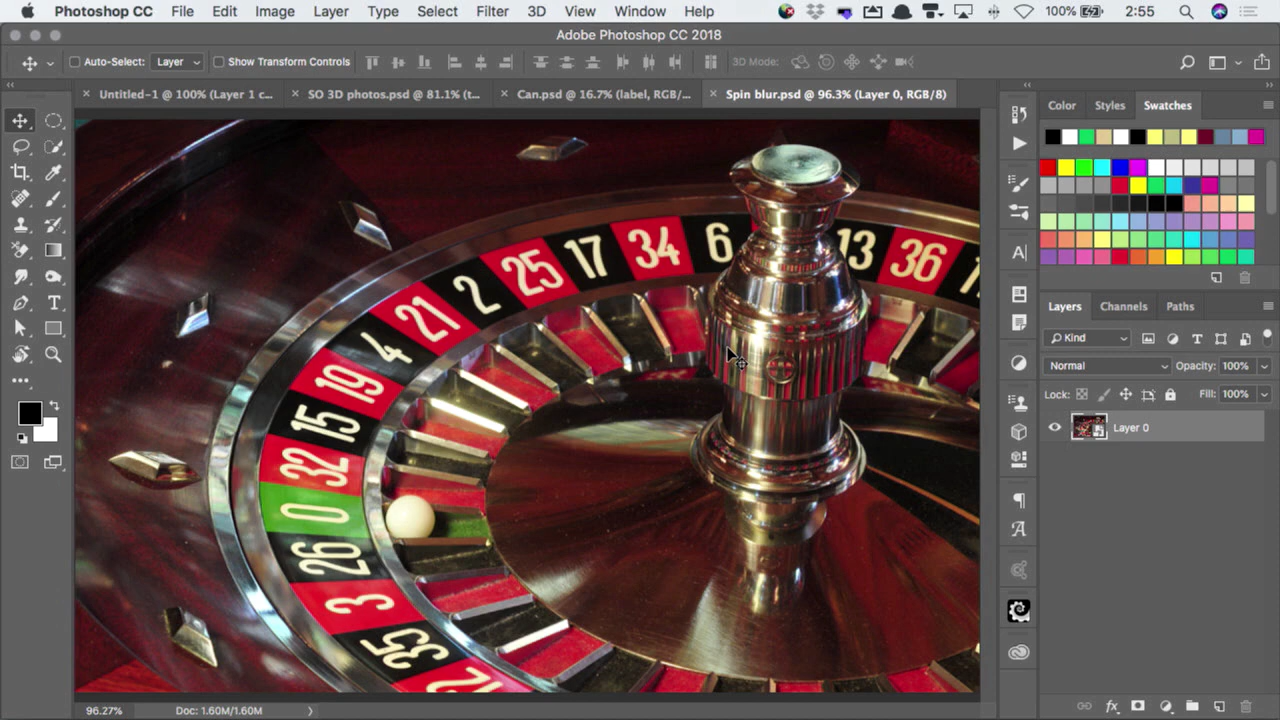 Photoshop CC File Edit Image Layer Type Select Filter 3D View Window Help 100% 2:55
Adobe Photoshop CC 2018
Auto-Select: Layer Show Transform Controls 3D Mode:
Untitled-1 @ 100% (Layer 1 c... SO 3D photos.psd @ 81.1% (t... Can.psd @ 16.7% (label, RGB/... Spin blur.psd @ 96.3% (Layer 0, RGB/8)
Color Styles Swatches
Layers Channels Paths
Kind
Normal Opacity: 100%
Lock: Fill: 100%
Layer 0
6 13 36
34
17
25
2
21
4
19
15
32
0
26
3
35
12
96.27% Doc: 1.60M/1.60M